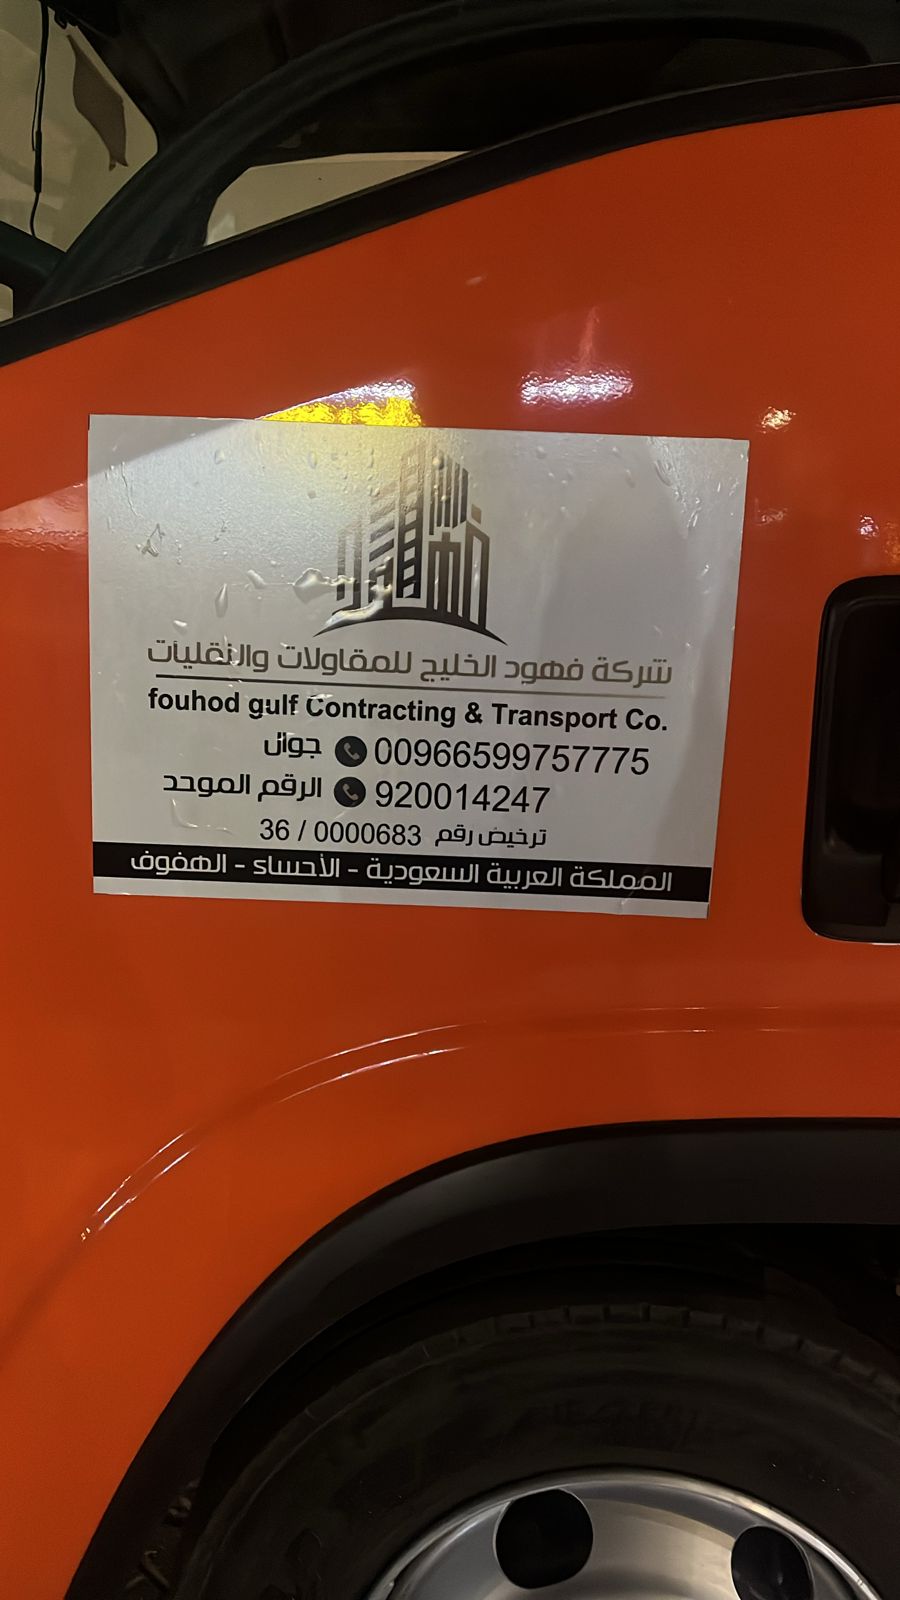 شركة فهود الخليج للمقاولات والنقليات
fouhod gulf Contracting & Transport Co.
جوال 00966599757775
الرقم الموحد 920014247
ترخيص رقم 0000683 / 36
المملكة العربية السعودية - الأحساء - الهفوف